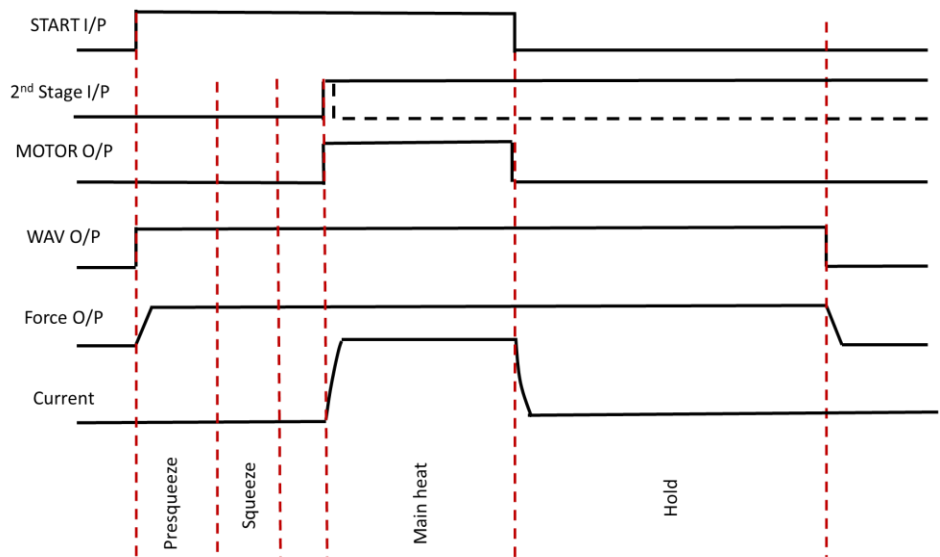 START I/P
2nd Stage I/P
MOTOR O/P
WAV O/P
Force O/P
Current
Presqueeze
Squeeze
Main heat
Hold